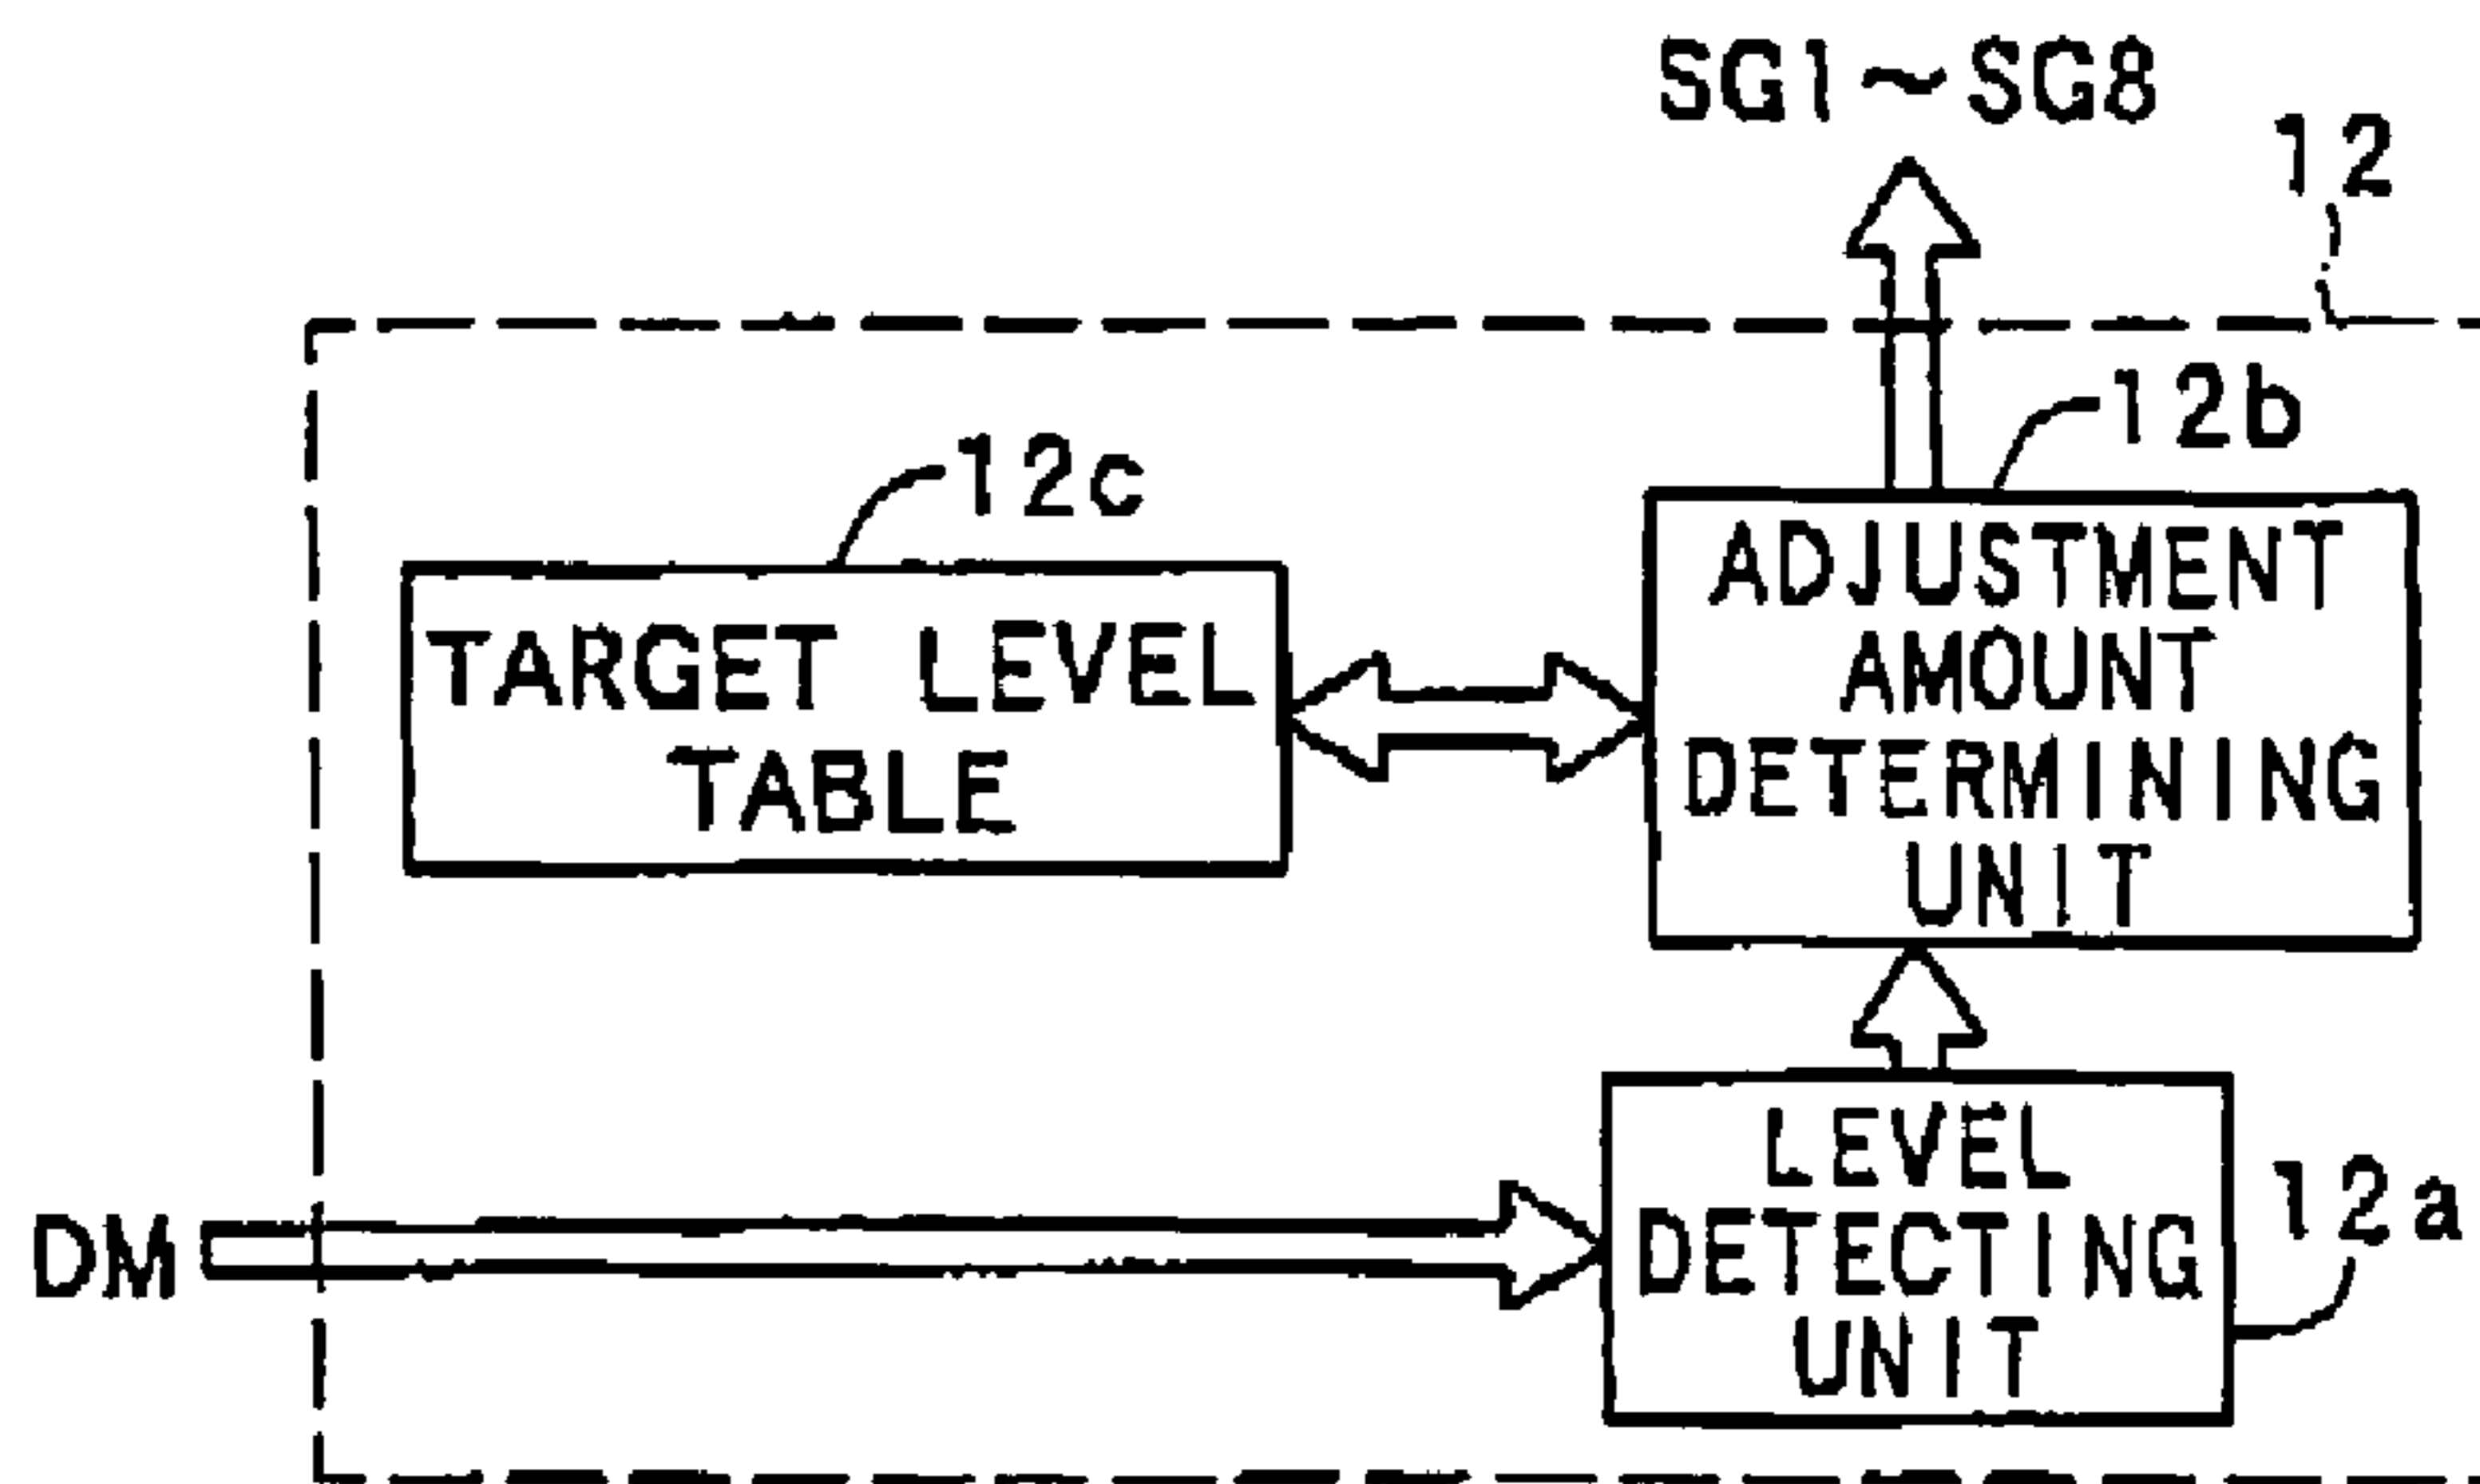 SG1~SG8
12
12b
12c
ADJUSTMENT
AMOUNT
DETERMINING
UNIT
TARGET LEVEL
TABLE
LEVEL
DETECTING
UNIT
12a
DM